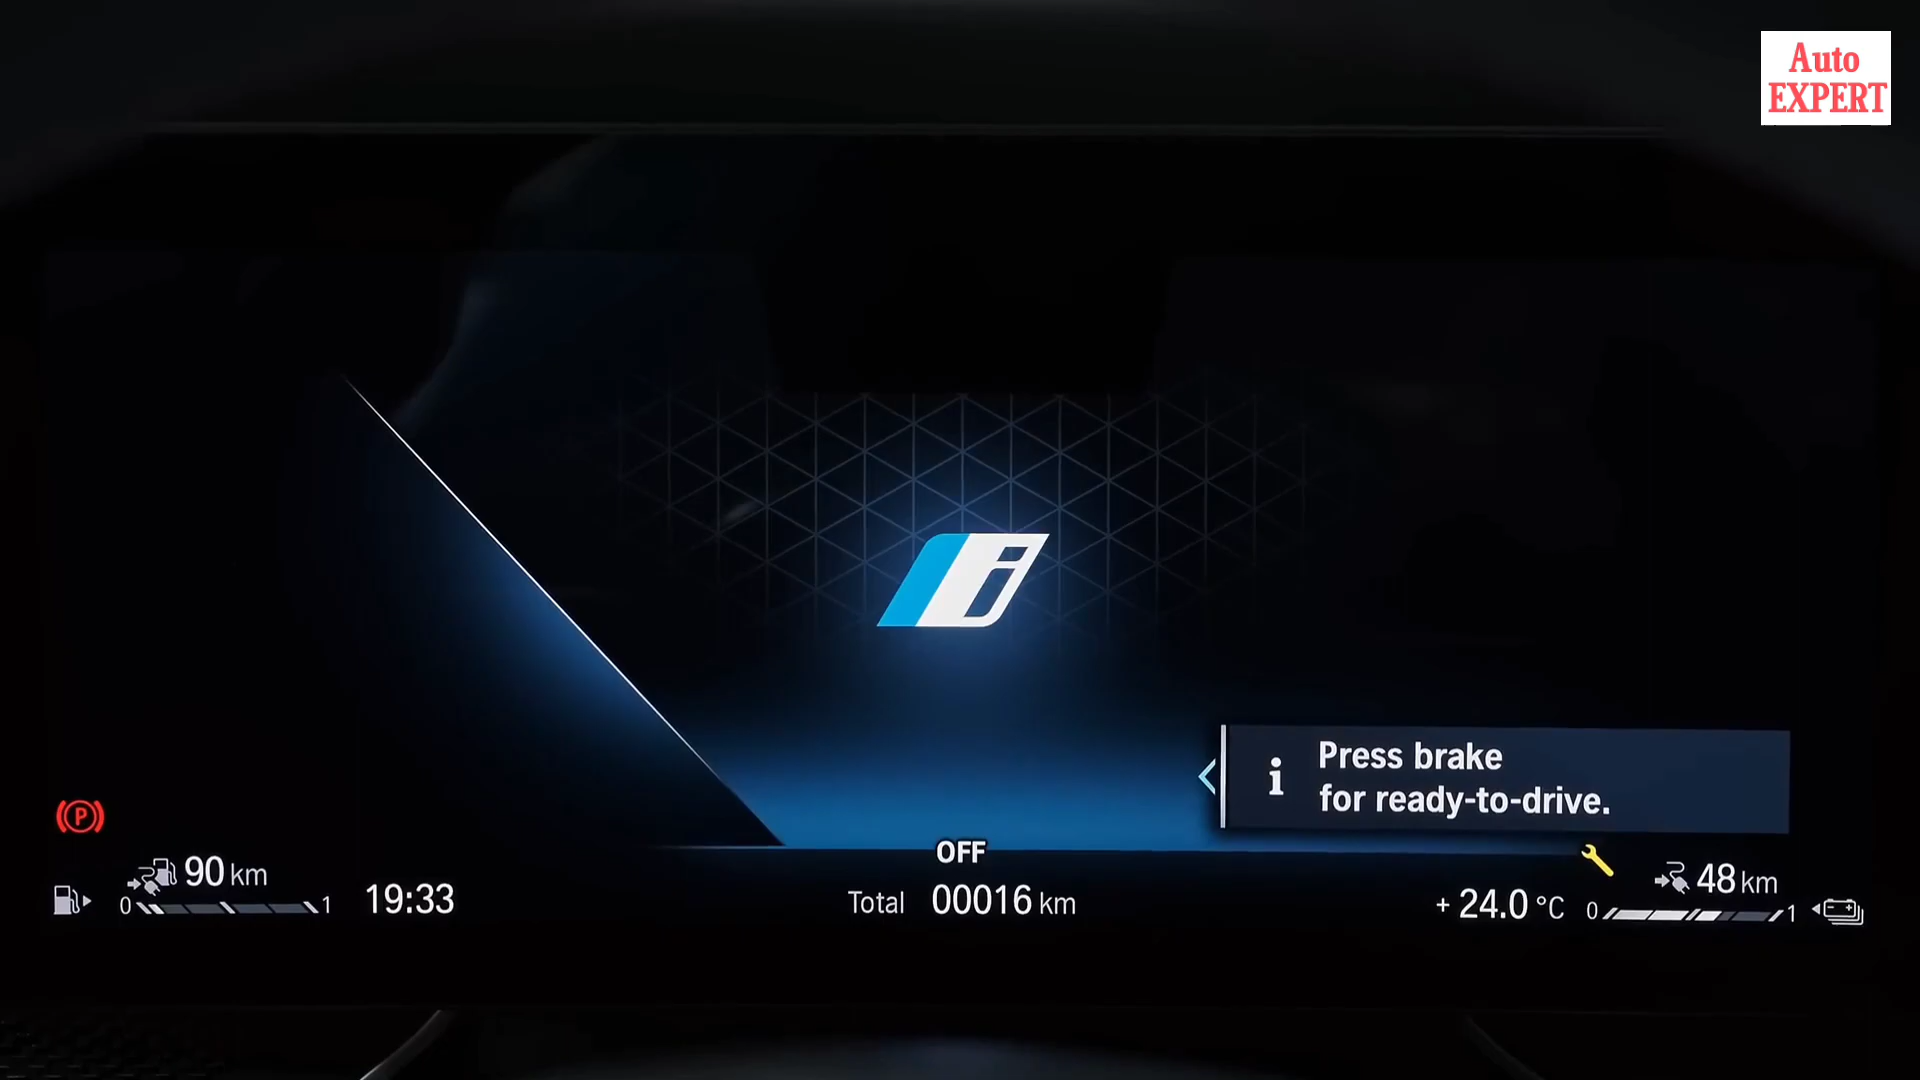 Auto
EXPERT
i
i Press brake
for ready-to-drive.
P
OFF
90 km
0 1
19:33
Total 00016 km
+ 24.0 °C
48 km
0 1